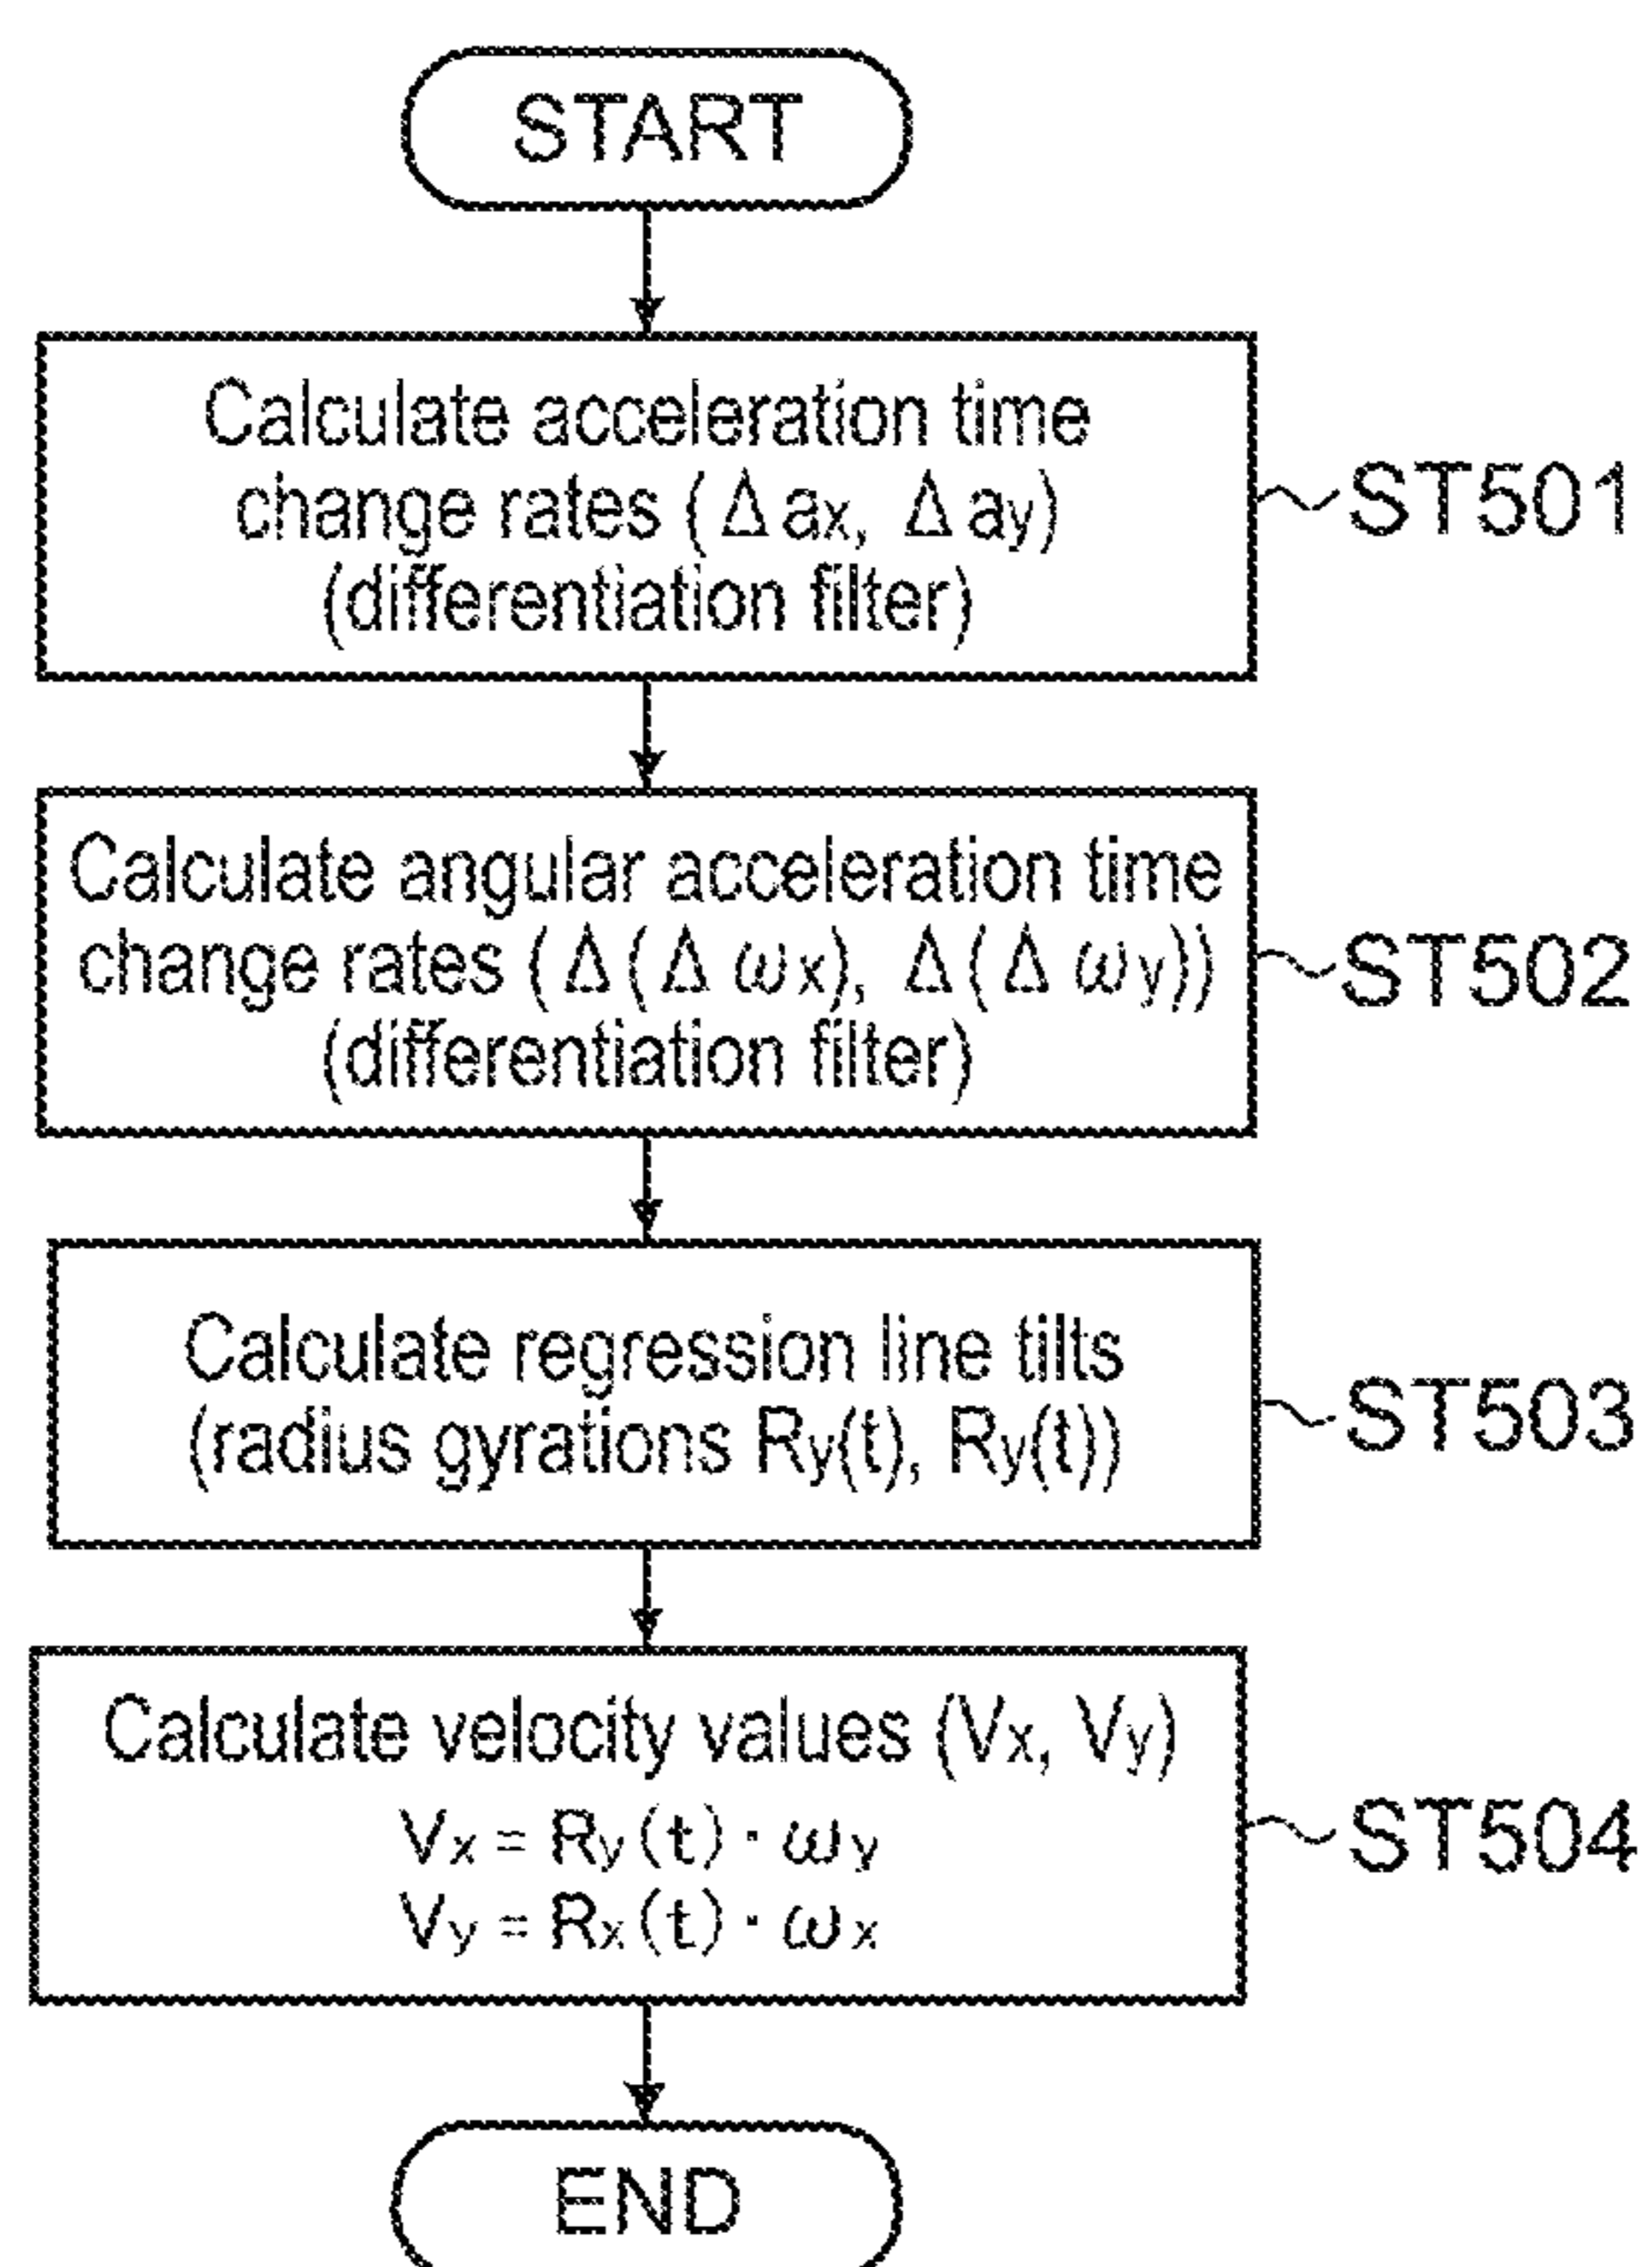 START
Calculate acceleration time
change rates (Δax, Δay)
(differentiation filter)
ST501
Calculate angular acceleration time
change rates (Δ(Δωx), Δ(Δωy))
(differentiation filter)
ST502
Calculate regression line tilts
(radius gyrations Ry(t), Ry(t))
ST503
Calculate velocity values (Vx, Vy)
Vx = Ry(t)·ωy
Vy = Rx(t)·ωx
ST504
END